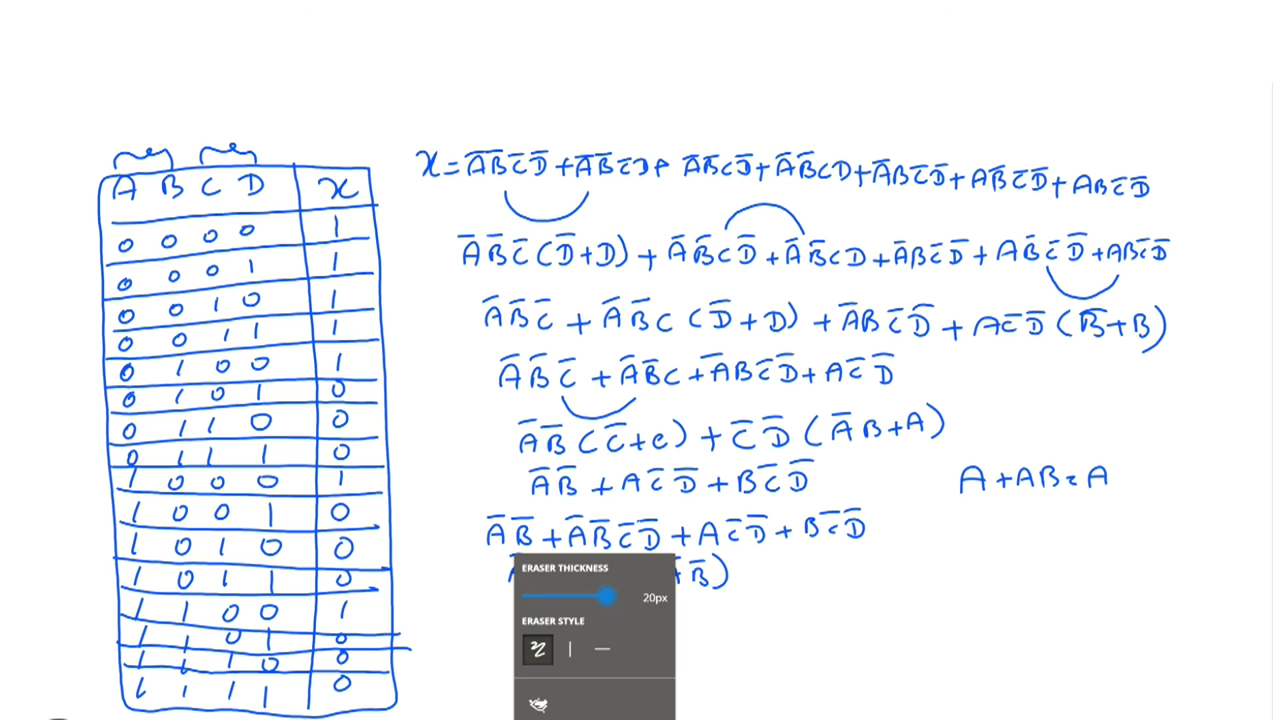 A B C D x
0 0 0 0 1
0 0 0 1 1
0 0 1 0 1
0 0 1 1 1
0 1 0 0 1
0 1 0 1 0
0 1 1 0 0
0 1 1 1 0
1 0 0 0 1
1 0 0 1 0
1 0 1 0 0
1 0 1 1 0
1 1 0 0 1
1 1 0 1 0
1 1 1 0 0
1 1 1 1 0
x = A̅B̅C̅D̅ + A̅B̅C̅D + A̅B̅CD̅ + A̅B̅CD + A̅BC̅D̅ + AB̅C̅D̅ + ABC̅D̅
A̅B̅C̅(D̅+D) + A̅B̅CD̅ + A̅B̅CD + A̅BC̅D̅ + AB̅C̅D̅ + ABC̅D̅
A̅B̅C̅ + A̅B̅C(D̅+D) + A̅BC̅D̅ + AC̅D̅(B̅+B)
A̅B̅C̅ + A̅B̅C + A̅BC̅D̅ + AC̅D̅
A̅B̅(C̅+C) + C̅D̅(A̅B+A)
A̅B̅ + AC̅D̅ + BC̅D̅
A+AB=A
A̅B̅ + A̅B̅C̅D̅ + AC̅D̅ + BC̅D̅
B̅)
ERASER THICKNESS
20px
ERASER STYLE